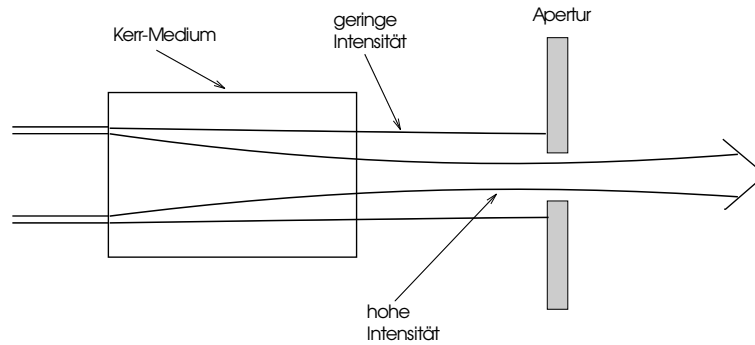 geringe
Intensität
Apertur
Kerr-Medium
hohe
Intensität